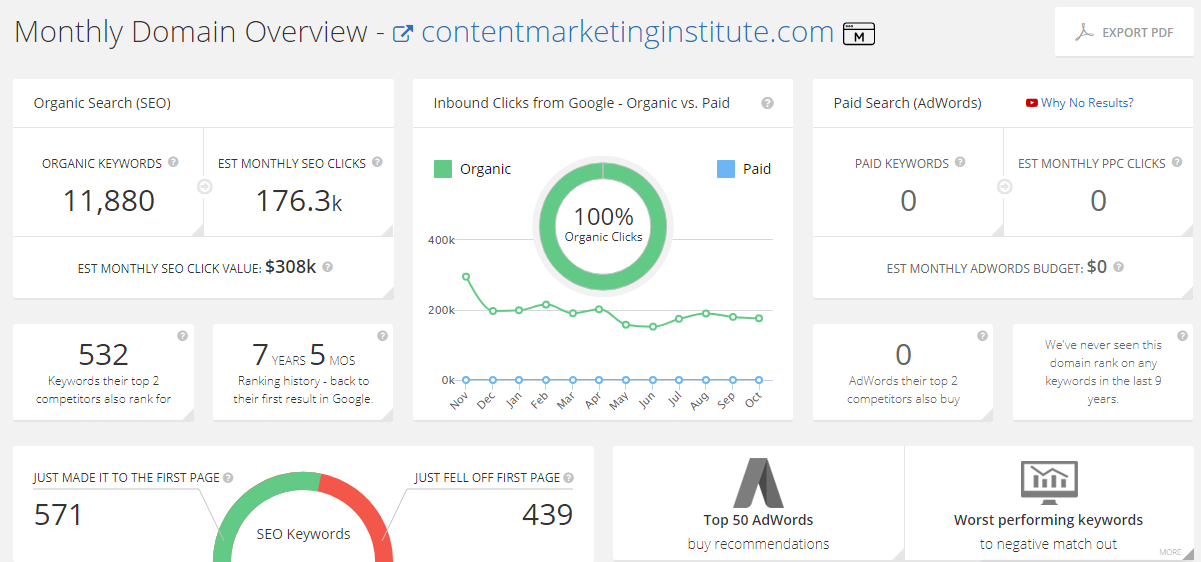 Monthly Domain Overview - contentmarketinginstitute.com
M
EXPORT PDF
Organic Search (SEO)
ORGANIC KEYWORDS ?
11,880
EST MONTHLY SEO CLICKS ?
176.3k
EST MONTHLY SEO CLICK VALUE: $308k ?
532
?
Keywords their top 2
competitors also rank for
7 YEARS 5 MOS
?
Ranking history - back to
their first result in Google.
Inbound Clicks from Google - Organic vs. Paid ?
Organic
Paid
100%
Organic Clicks
400k
200k
0k
Nov Dec Jan Feb Mar Apr May Jun Jul Aug Sep Oct
Paid Search (AdWords)
Why No Results?
PAID KEYWORDS ?
0
EST MONTHLY PPC CLICKS ?
0
EST MONTHLY ADWORDS BUDGET: $0 ?
0
?
AdWords their top 2
competitors also buy
?
We've never seen this
domain rank on any
keywords in the last 9
years.
JUST MADE IT TO THE FIRST PAGE ?
571
SEO Keywords
JUST FELL OFF FIRST PAGE ?
439
Top 50 AdWords
buy recommendations
Worst performing keywords
to negative match out
MORE